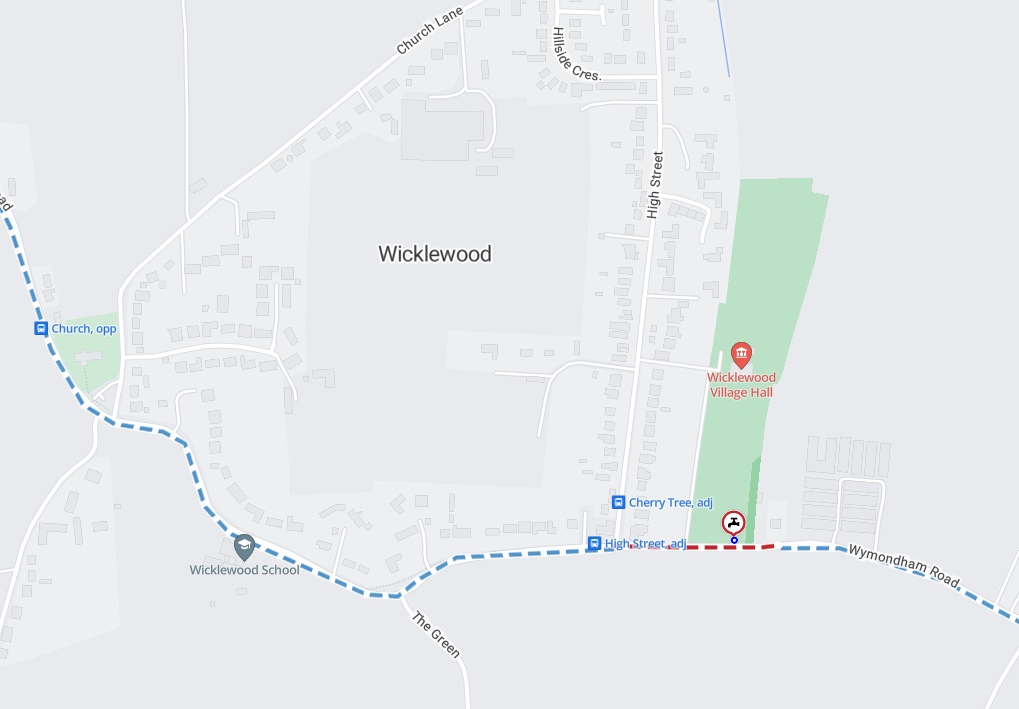 Church Lane
Hillside Cres.
High Street
Wicklewood
Church, opp
Wicklewood
Village Hall
Cherry Tree, adj
High Street, adj
Wymondham Road
Wicklewood School
The Green